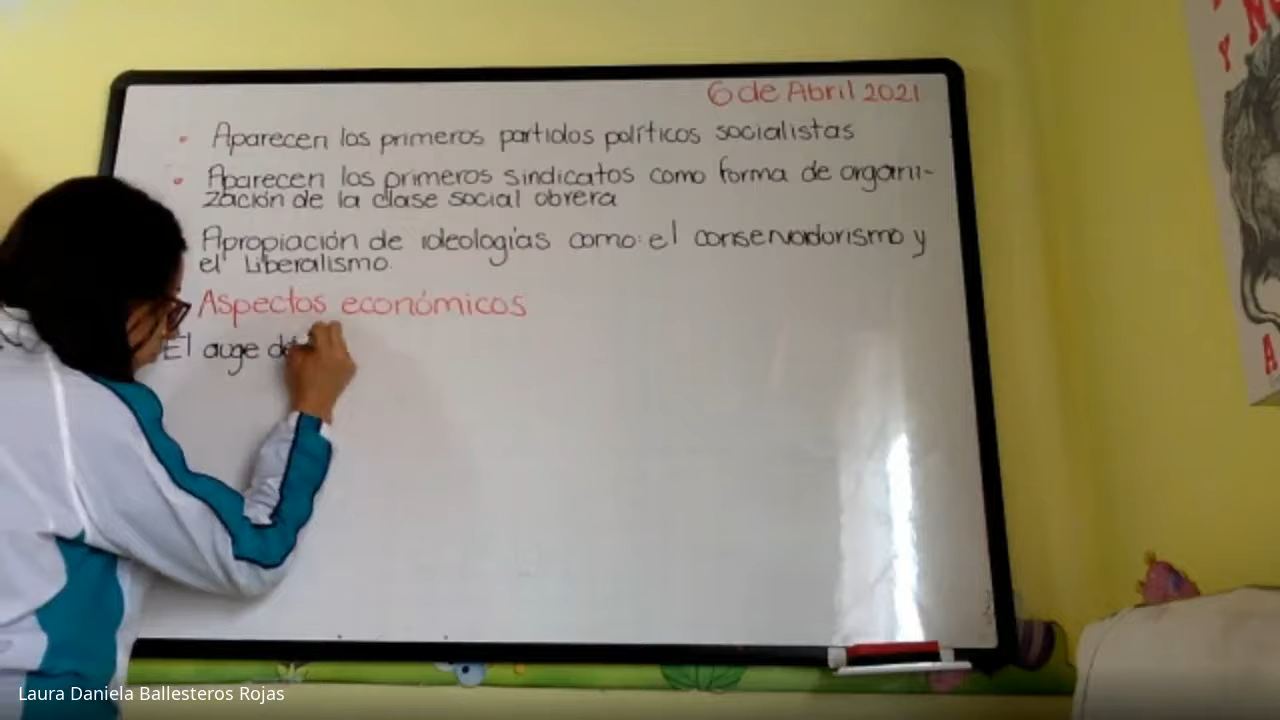 6 de Abril 2021
• Aparecen los primeros partidos políticos socialistas
• Aparecen los primeros sindicatos como forma de organi-
zación de la clase social obrera
Apropiación de ideologías como: el conservadurismo y
el Liberalismo.
Aspectos económicos
El auge
Y
A
Laura Daniela Ballesteros Rojas